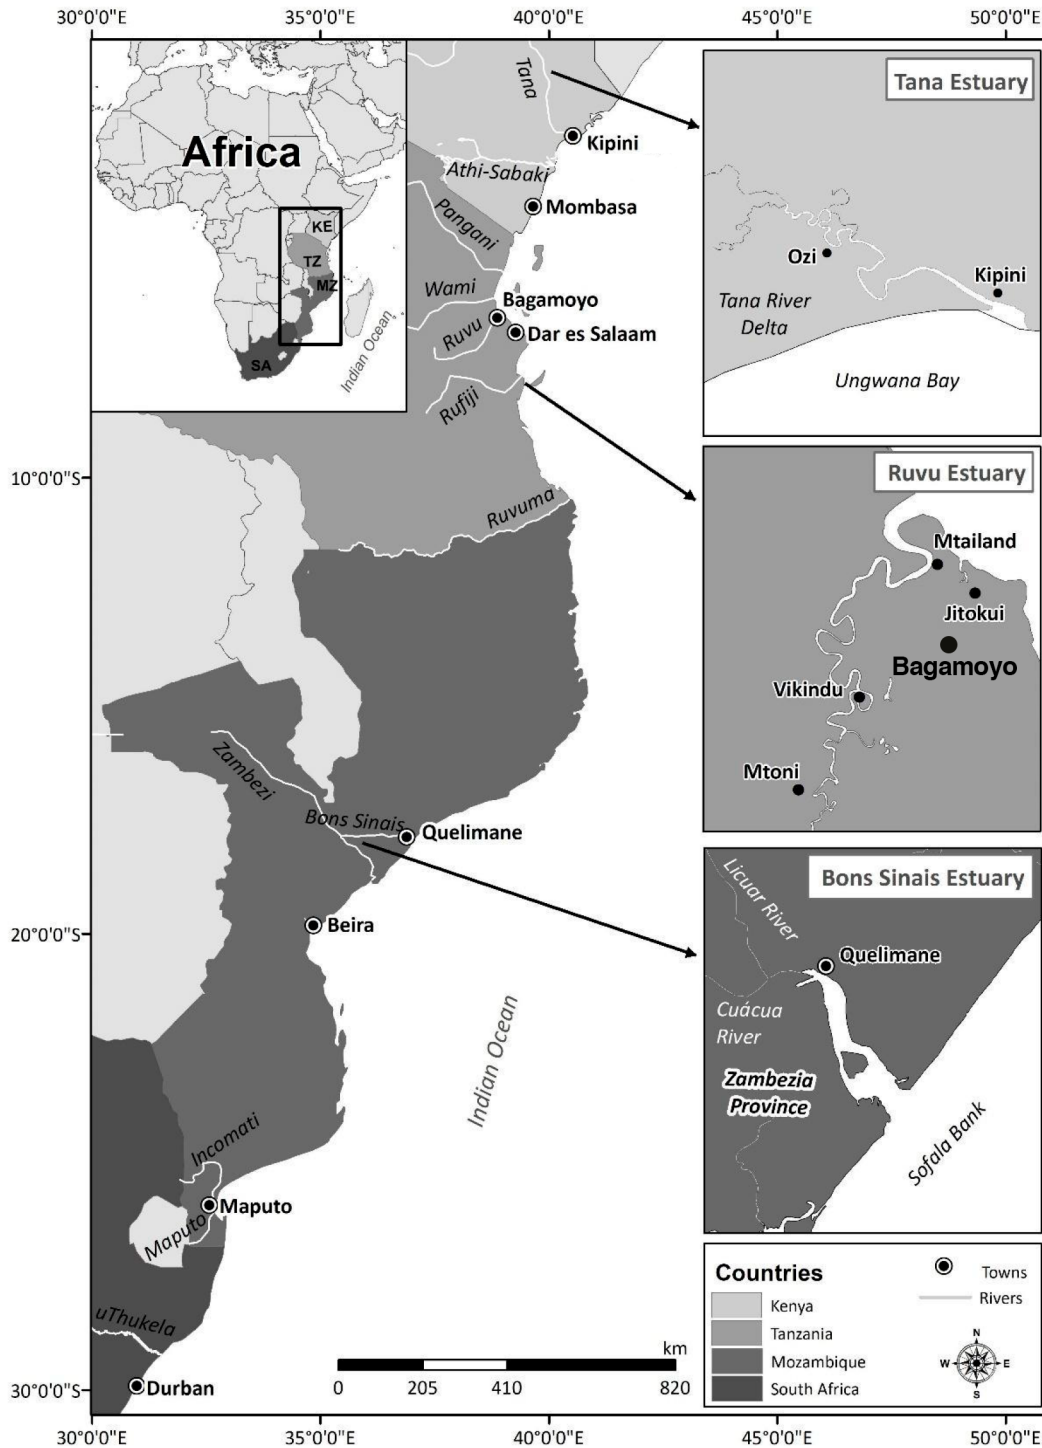 30°0'0"E
35°0'0"E
40°0'0"E
45°0'0"E
50°0'0"E
Africa
KE
TZ
MZ
SA
Indian Ocean
Tana
Kipini
Athi-Sabaki
Mombasa
Pangani
Wami
Bagamoyo
Ruvu
Dar es Salaam
Rufiji
Ruvuma
Zambezi
Bons Sinais
Quelimane
Beira
Indian Ocean
Incomati
Maputo
Maputo
uThukela
Durban
10°0'0"S
20°0'0"S
30°0'0"S
Tana Estuary
Ozi
Kipini
Tana River
Delta
Ungwana Bay
Ruvu Estuary
Mtailand
Jitokui
Bagamoyo
Vikindu
Mtoni
Bons Sinais Estuary
Licuar River
Quelimane
Cuácua
River
Zambezia
Province
Sofala Bank
Countries
Kenya
Tanzania
Mozambique
South Africa
Towns
Rivers
N
W
E
S
km
0
205
410
820
30°0'0"E
35°0'0"E
40°0'0"E
45°0'0"E
50°0'0"E